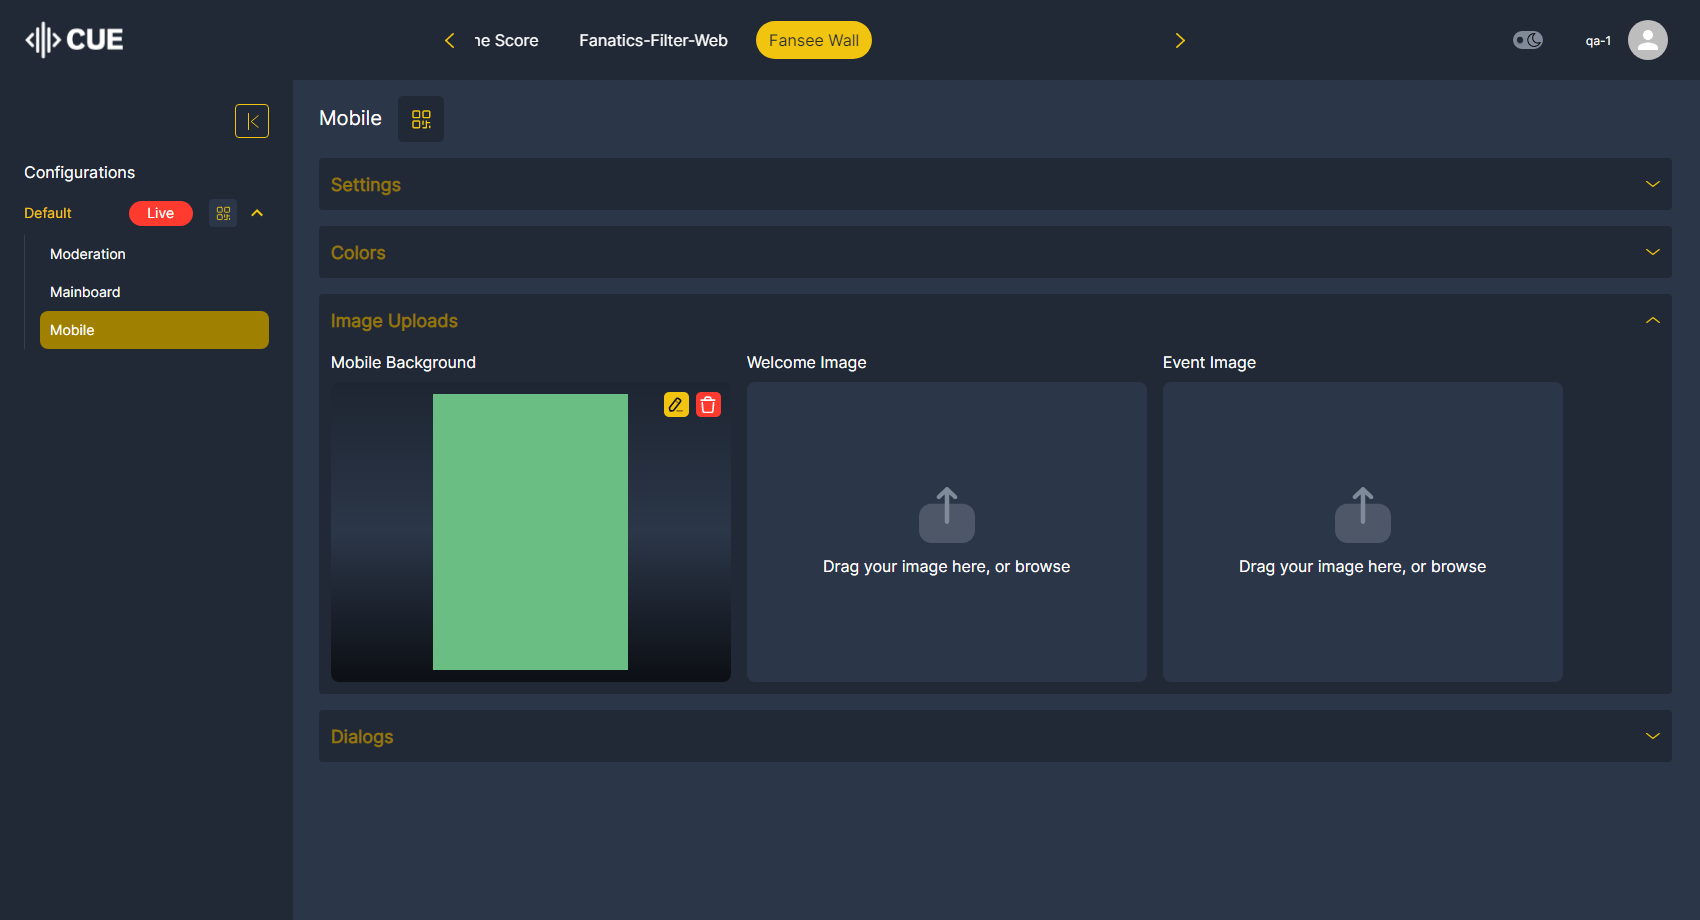 CUE
ne Score
Fanatics-Filter-Web
Fansee Wall
qa-1
Mobile
Configurations
Default
Live
Moderation
Mainboard
Mobile
Settings
Colors
Image Uploads
Mobile Background
Welcome Image
Event Image
Drag your image here, or browse
Drag your image here, or browse
Dialogs